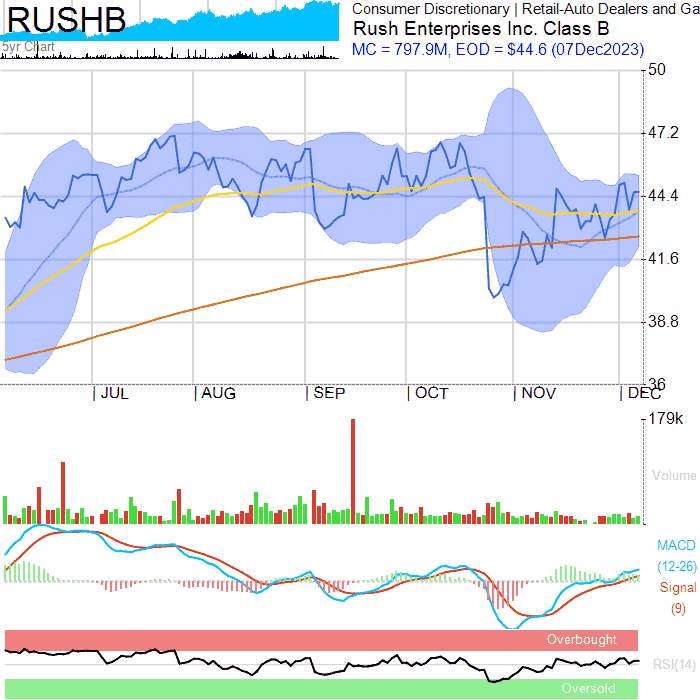 RUSHB
5yr Chart
Consumer Discretionary | Retail-Auto Dealers and Ga
Rush Enterprises Inc. Class B
MC = 797.9M, EOD = $44.6 (07Dec2023)
50
47.2
44.4
41.6
38.8
36
JUL
AUG
SEP
OCT
NOV
DEC
179k
Volume
MACD
(12-26)
Signal
(9)
Overbought
RSI(14)
Oversold